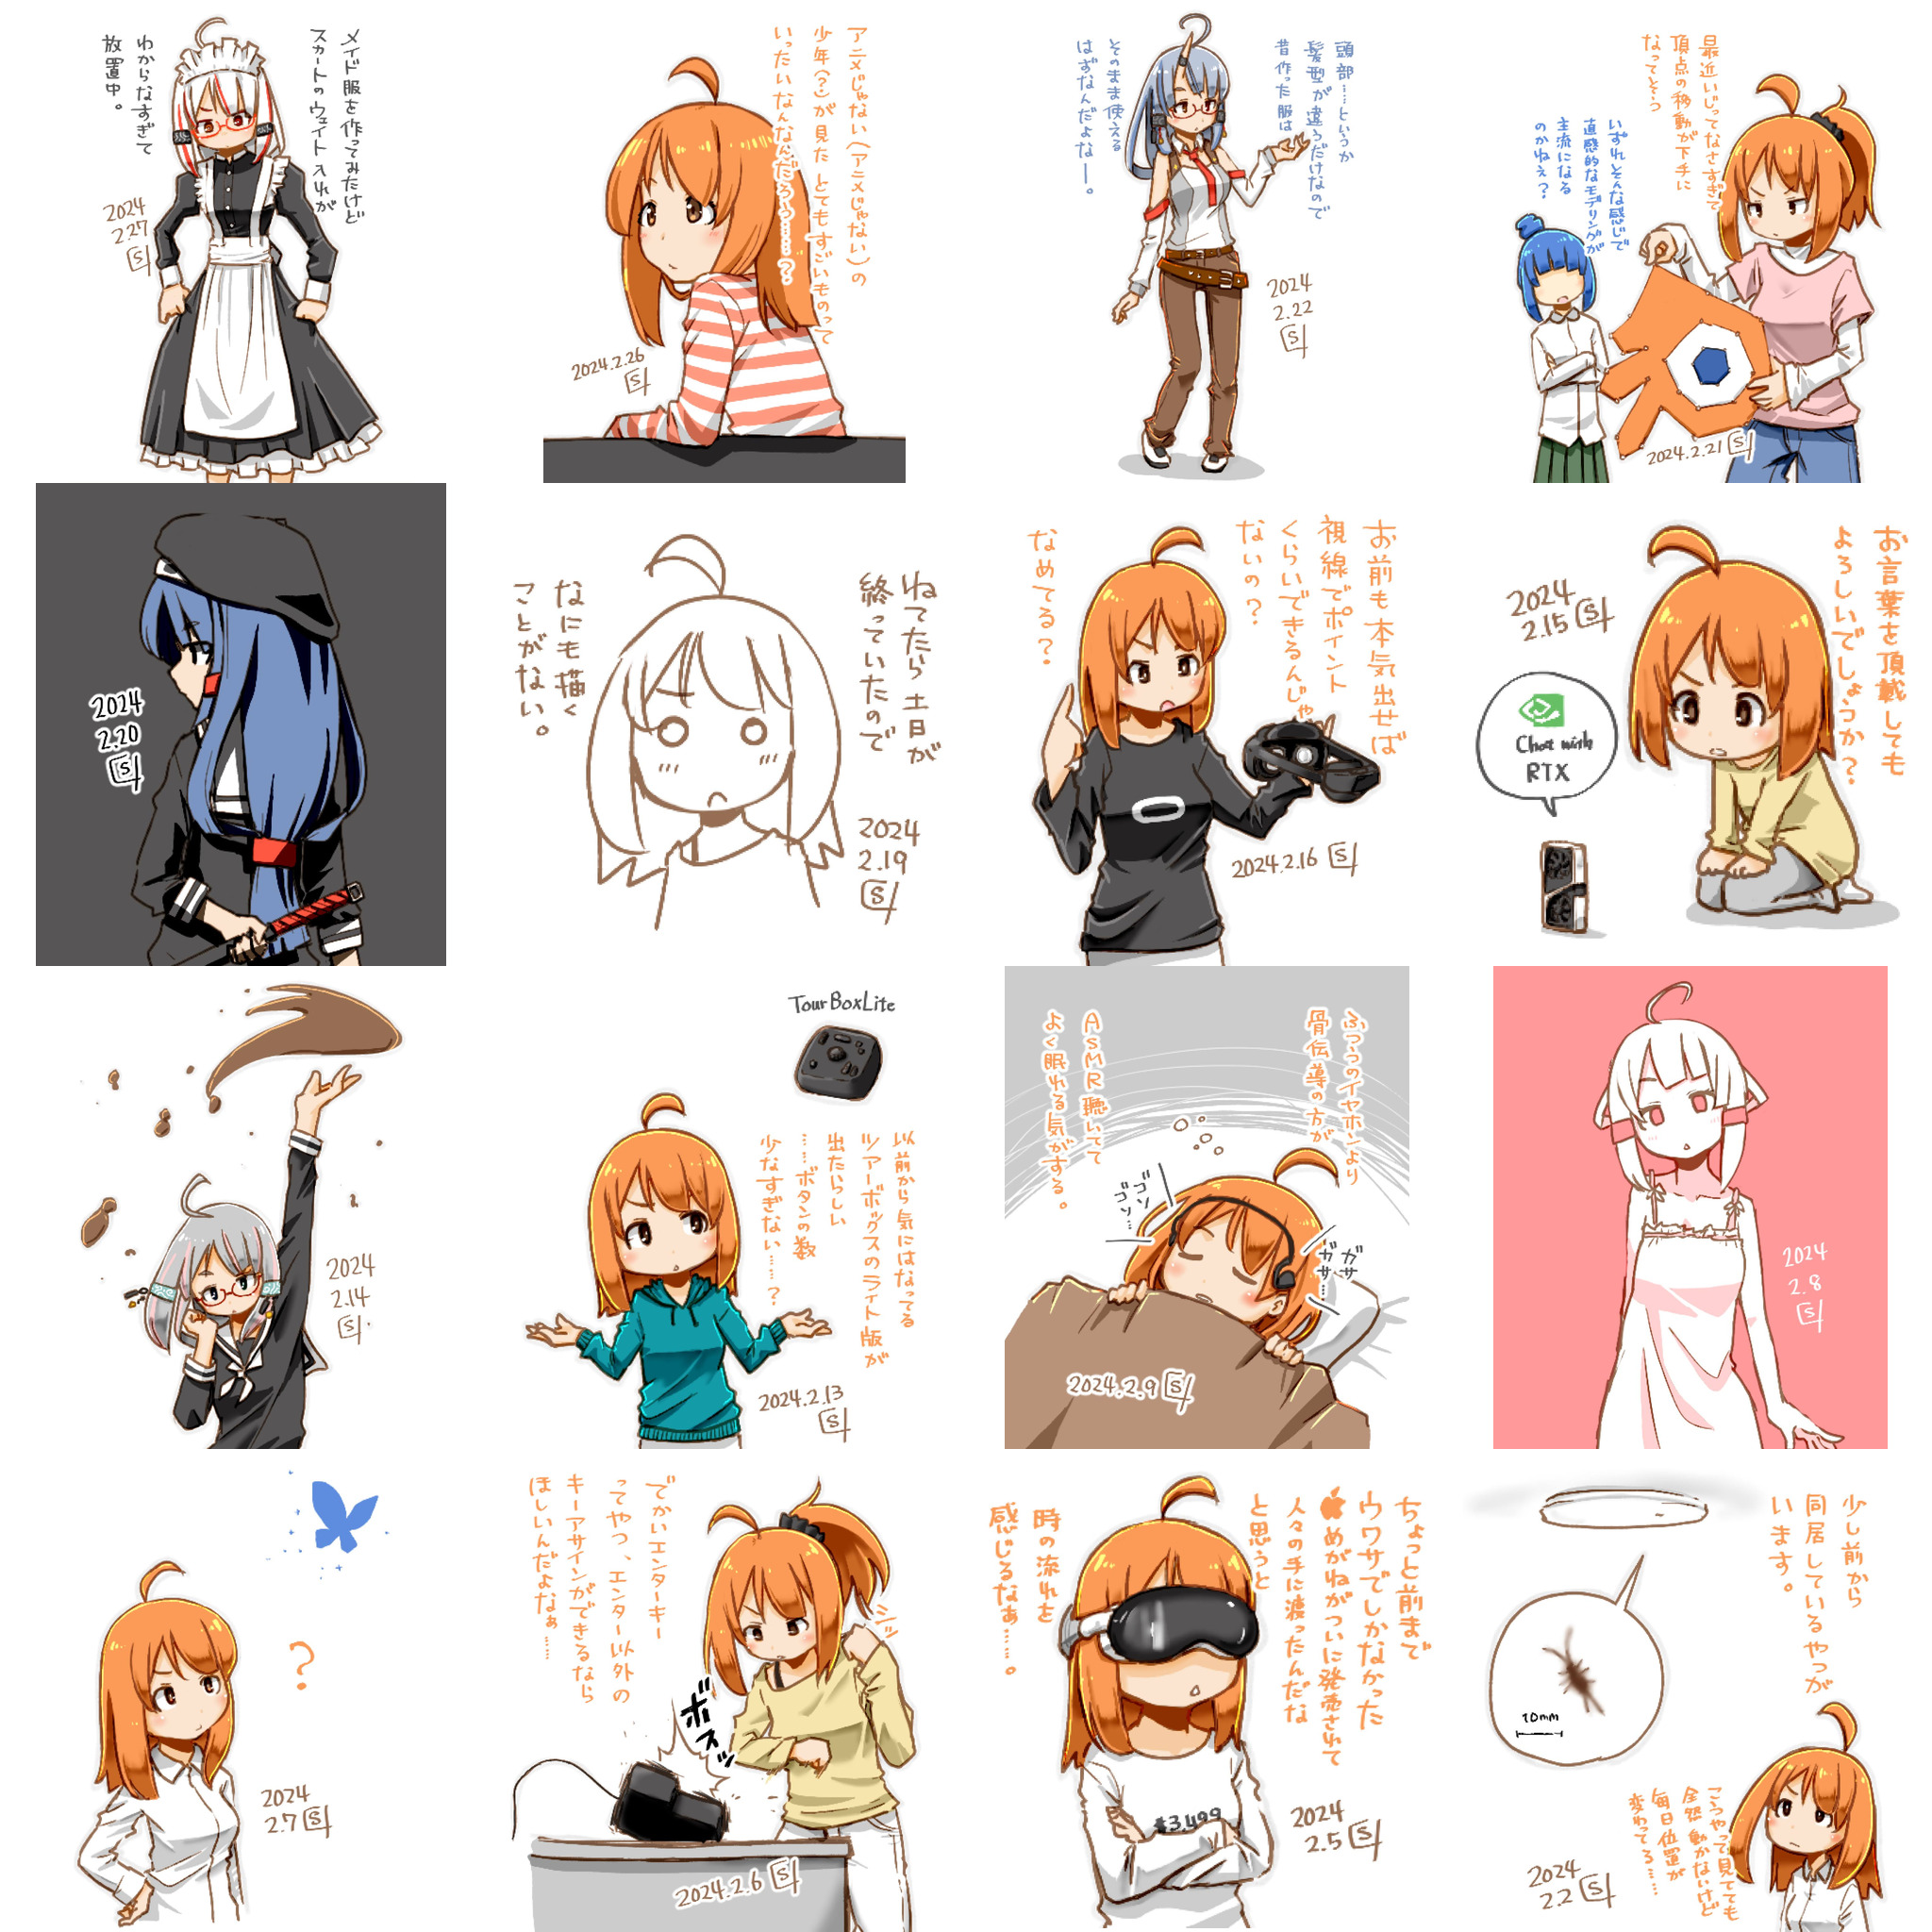 メイド服を作ってみたけど
スカートのウェイト入れが
わからなすぎて
放置中。
2024
2.27
S
アニメじゃない（アニメじゃない）の
少年（？）が見た とてもすごいものって
いったいなんなんだろう……？
2024.2.26
S
頭部……というか
髪型が違うだけなので
昔作った服は
そのまま使える
はずなんだよなー。
2024
2.22
S
最近いじってなさすぎて
頂点の移動が下手に
なってそう
いずれそんな感じで
直感的なモデリングが
主流になる
のかねぇ？
2024.2.21
S
2024
2.20
S
ねてたら土日が
終っていたので
なにも描く
ことがない。
2024
2.19
S
お前も本気出せば
視線でポイント
くらいできるんじゃ
ないの？
なめてる？
2024.2.16
S
お言葉を頂載しても
よろしいでしょうか？
2024
2.15
S
Chat with
RTX
2024
2.14
S
TourBoxLite
以前から気にはなってる
ツアーボックスのライト版が
出たらしい
……ボタンの数
少なすぎない……？
2024.2.13
S
ふつうのイヤホンより
骨伝導の方が
ASMR聴いてて
よく眠れる気がする。
ゴソ
ゴソ…
ガサ
ガサ…
2024.2.9
S
2024
2.8
S
?
2024
2.7
S
でかいエンターキー
ってやつ、エンター以外の
キーアサインができるなら
ほしいんだよなぁ……
ボスッ
2024.2.6
S
ちょっと前まで
ウワサでしかなかった
めがねがついに発売されて
人々の手に渡ったんだな
と思うと
時の流れを
感じるなぁ……。
$3,499
2024
2.5
S
少し前から
同居しているやつが
います。
10mm
こうやって見てても
全然動かないけど
毎日位置が
変わってる……
2024
2.2
S